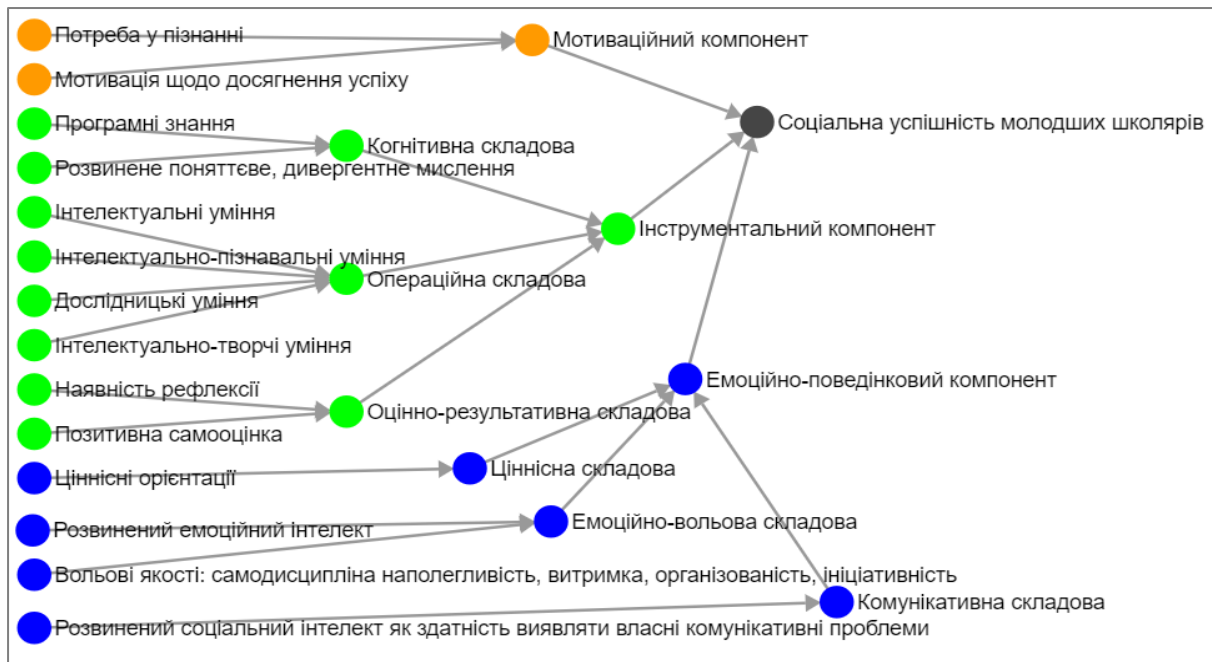 Потреба у пізнанні
Мотиваційний компонент
Мотивація щодо досягнення успіху
Програмні знання
Соціальна успішність молодших школярів
Когнітивна складова
Розвинене поняттєве, дивергентне мислення
Інтелектуальні уміння
Інструментальний компонент
Інтелектуально-пізнавальні уміння
Операційна складова
Дослідницькі уміння
Інтелектуально-творчі уміння
Емоційно-поведінковий компонент
Наявність рефлексії
Оцінно-результативна складова
Позитивна самооцінка
Ціннісні орієнтації
Ціннісна складова
Розвинений емоційний інтелект
Емоційно-вольова складова
Вольові якості: самодисципліна наполегливість, витримка, організованість, ініціативність
Комунікативна складова
Розвинений соціальний інтелект як здатність виявляти власні комунікативні проблеми